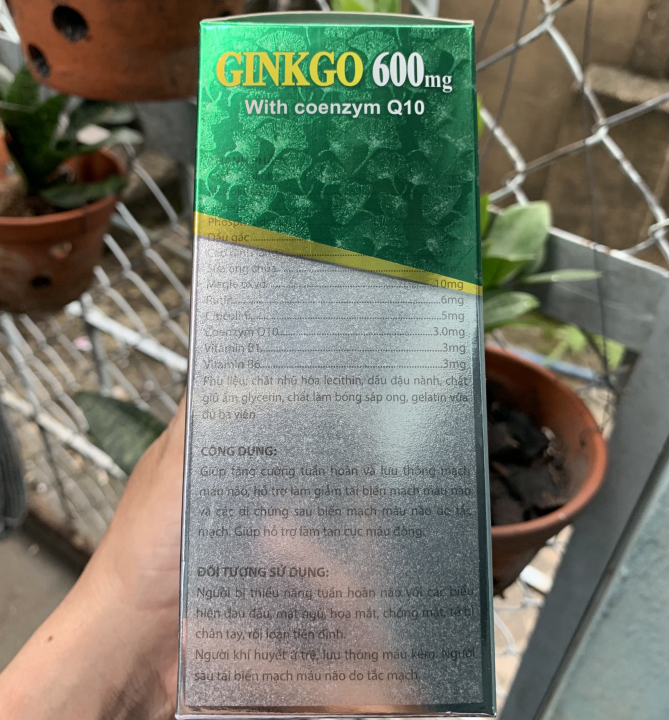 GINKGO 600mg
With coenzym Q10
Dầu gấc
Sữa ong chúa
Magie oxyd 10mg
Rutin 6mg
5mg
Coenzym Q10 3.0mg
Vitamin B1 3mg
Vitamin B6 3mg
Phụ liệu: chất nhũ hóa lecithin, dầu đậu nành, chất
giữ ẩm glycerin, chất làm bóng sáp ong, gelatin vừa
đủ ba viên
CÔNG DỤNG:
Giúp tăng cường tuần hoàn và lưu thông mạch
máu não, hỗ trợ làm giảm tai biến mạch máu não
và các di chứng sau biến mạch máu não do tắc
mạch. Giúp hỗ trợ làm tan cục máu đông.
ĐỐI TƯỢNG SỬ DỤNG:
Người bị thiểu năng tuần hoàn não với các biểu
hiện đau đầu, mất ngủ, hoa mắt, chóng mặt, tê bì
chân tay, rối loạn tiền đình.
Người khí huyết ứ trệ, lưu thông máu kém. Người
sau tai biến mạch máu não do tắc mạch.